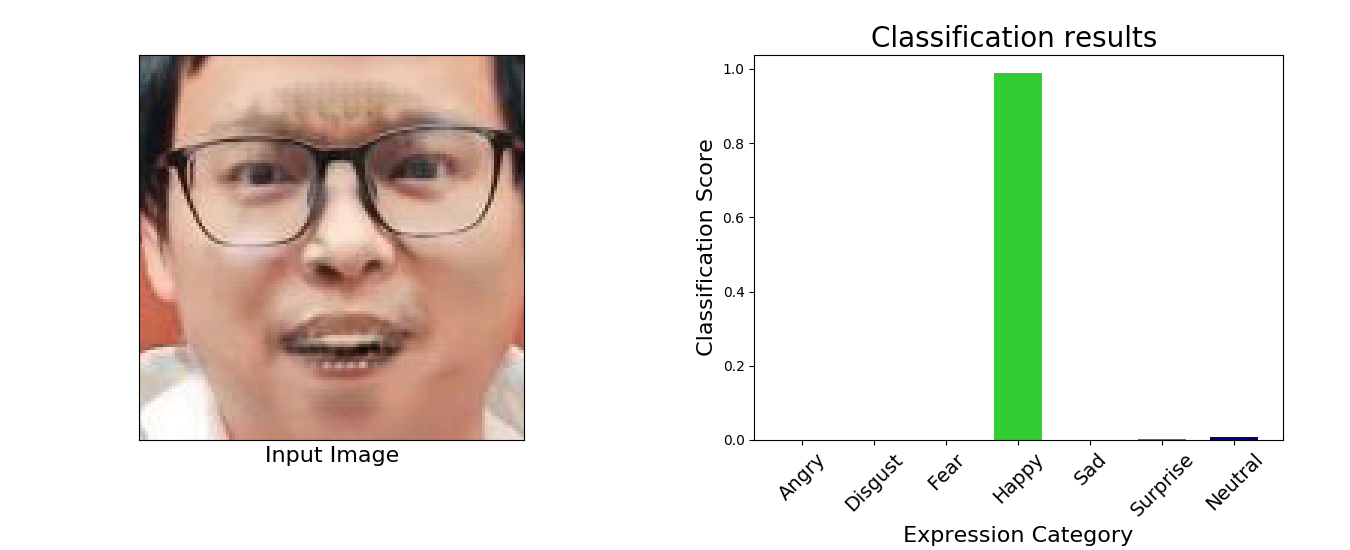 Input Image
Classification results
Classification Score
1.0
0.8
0.6
0.4
0.2
0.0
Angry
Disgust
Fear
Happy
Sad
Surprise
Neutral
Expression Category